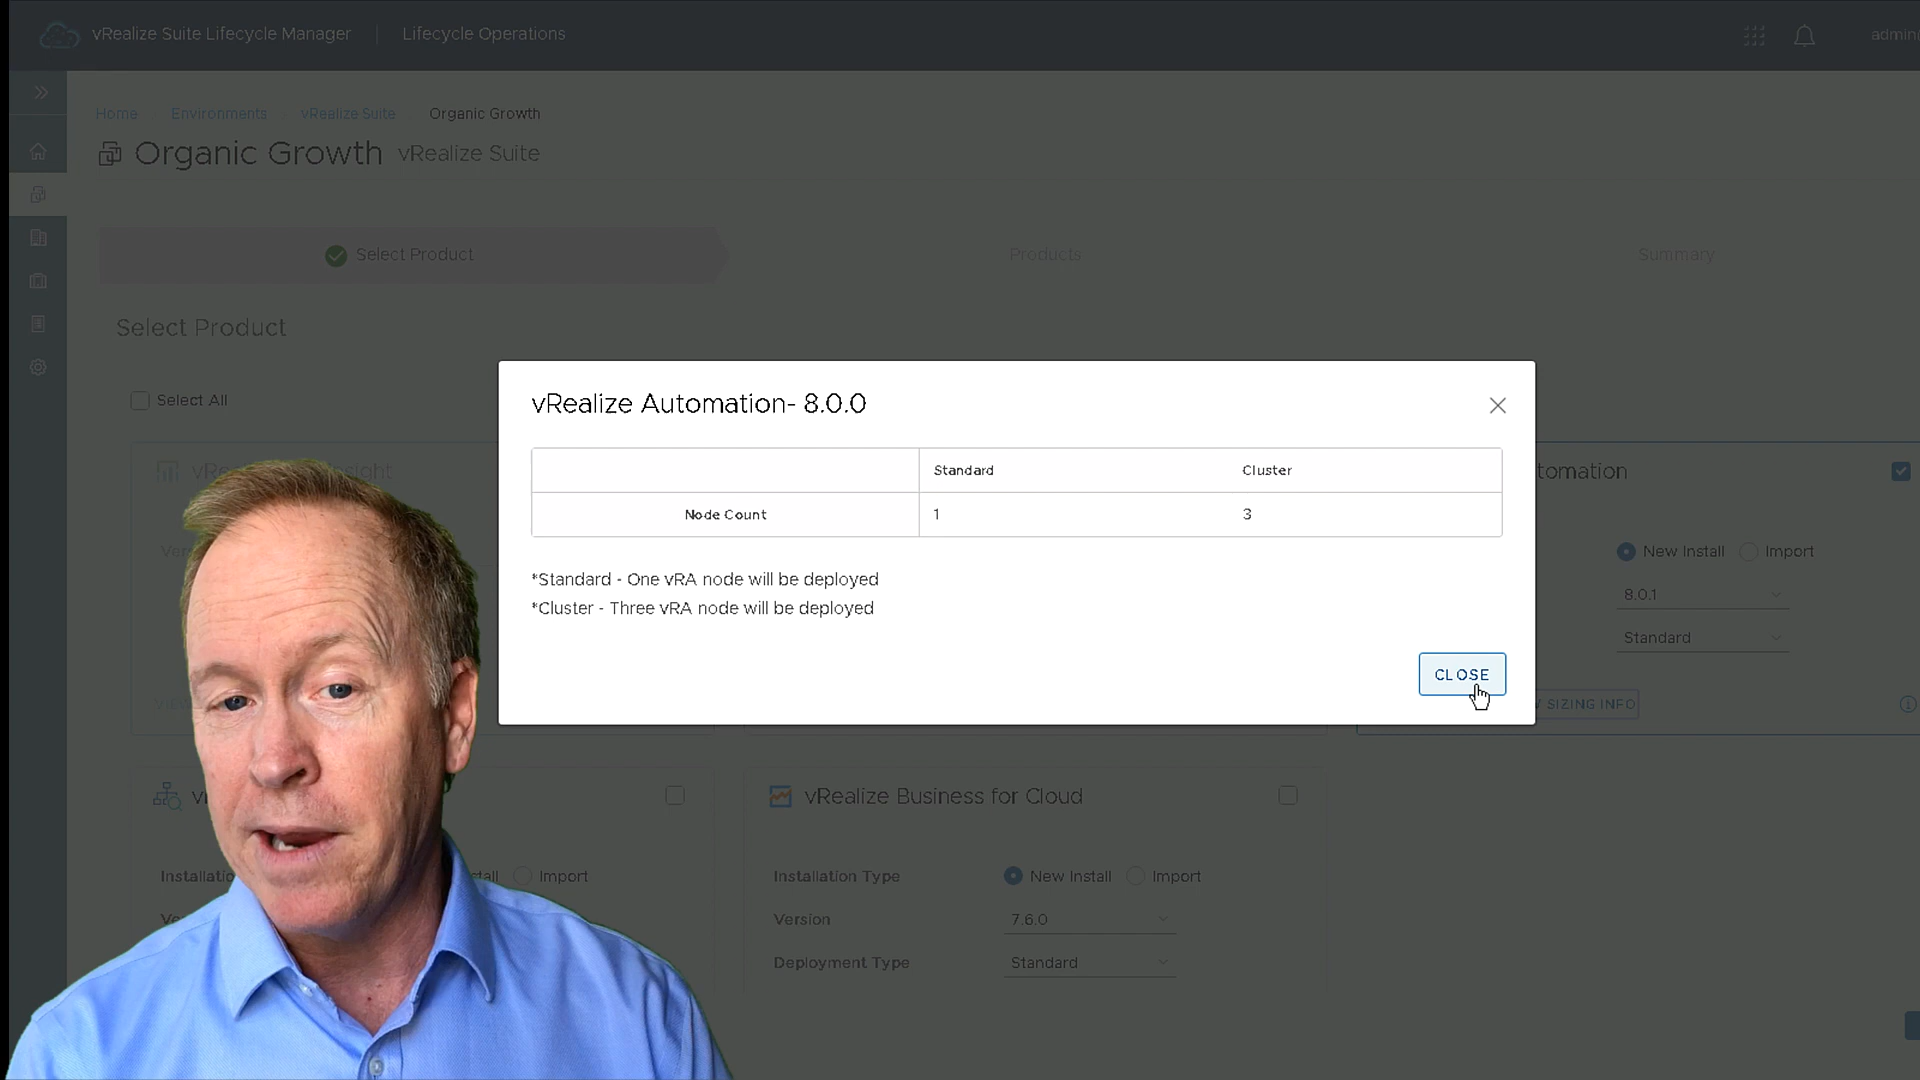 vRealize Suite Lifecycle Manager | Lifecycle Operations
Home / Environments / vRealize Suite / Organic Growth
Organic Growth vRealize Suite
Select Product
Products
Summary
Select Product
Select All
vRealize Automation- 8.0.0
Standard Cluster
Node Count 1 3
*Standard - One vRA node will be deployed
*Cluster - Three vRA node will be deployed
CLOSE
New Install Import
8.0.1
Standard
SIZING INFO
Import
vRealize Business for Cloud
Installation Type New Install Import
Version 7.6.0
Deployment Type Standard